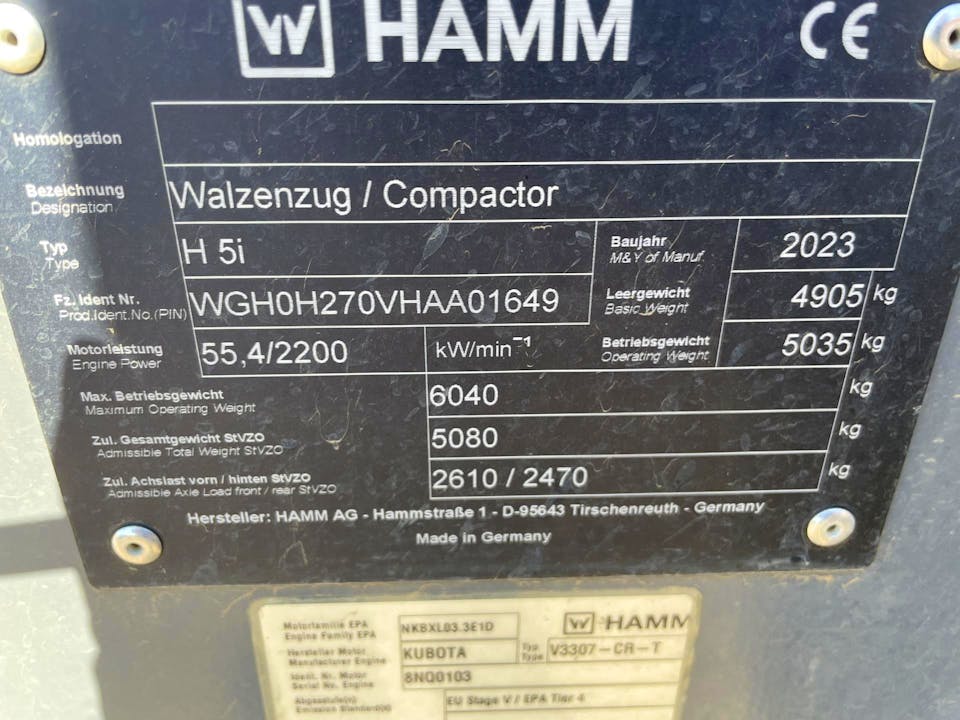 W HAMM CE
Homologation
Bezeichnung
Designation
Walzenzug / Compactor
Typ
Type
H 5i
Baujahr
M&Y of Manuf.
2023
Fz. Ident Nr.
Prod.Ident.No.(PIN)
WGH0H270VHAA01649
Leergewicht
Basic Weight
4905 kg
Motorleistung
Engine Power
55,4/2200 kW/min⁻¹
Betriebsgewicht
Operating Weight
5035 kg
Max. Betriebsgewicht
Maximum Operating Weight
6040 kg
Zul. Gesamtgewicht StVZO
Admissible Total Weight StVZO
5080 kg
Zul. Achslast vorn / hinten StVZO
Admissible Axle Load front / rear StVZO
2610 / 2470 kg
Hersteller: HAMM AG - Hammstraße 1 - D-95643 Tirschenreuth - Germany
Made in Germany
Motorfamilie EPA
Engine Family EPA
NKBXL03.3E1D
W HAMM
Hersteller Motor
Manufacturer Engine
KUBOTA
Typ
Type
V3307-CR-T
Ident. Nr. Motor
Serial No. Engine
8NQ0103
Abgasstufe(n)
Emission Standard(s)
EU Stage V / EPA Tier 4